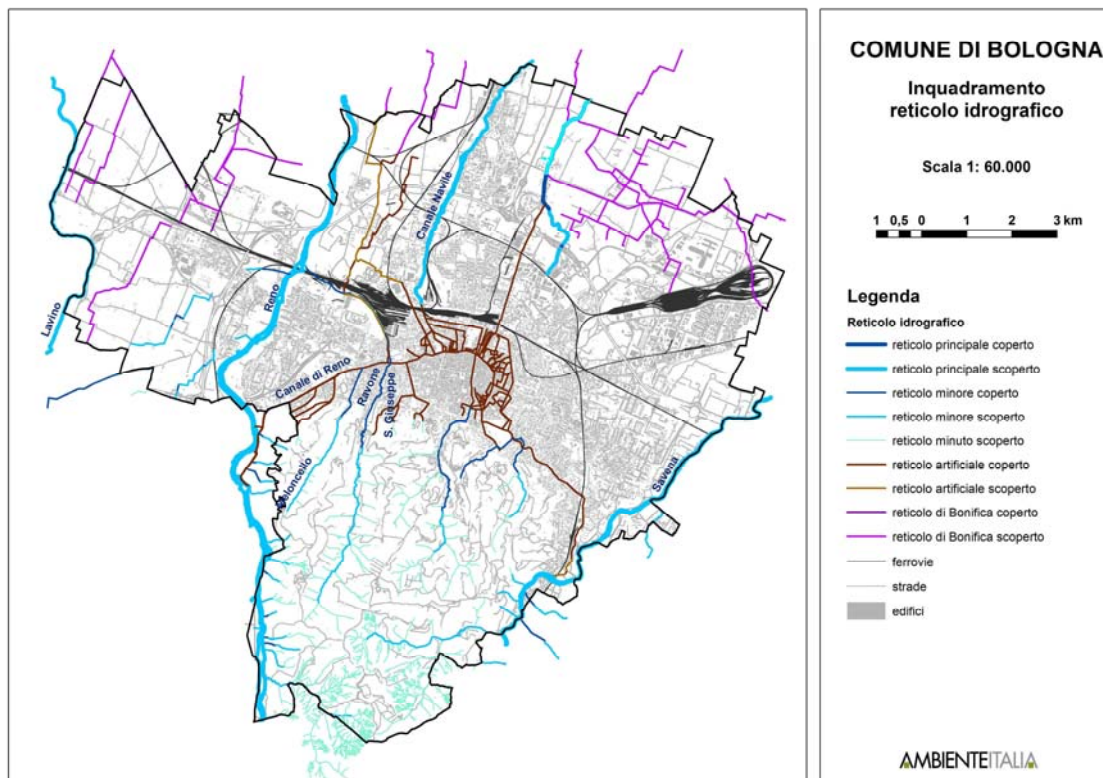 COMUNE DI BOLOGNA
Inquadramento
reticolo idrografico
Scala 1: 60.000
1 0,5 0 1 2 3 km
Legenda
Reticolo idrografico
reticolo principale coperto
reticolo principale scoperto
reticolo minore coperto
reticolo minore scoperto
reticolo minuto scoperto
reticolo artificiale coperto
reticolo artificiale scoperto
reticolo di Bonifica coperto
reticolo di Bonifica scoperto
ferrovie
strade
edifici
AMBIENTEITALIA
Canale Navile
Reno
Lavino
Canale di Reno
Ravone
S. Giuseppe
Meloncello
Savena